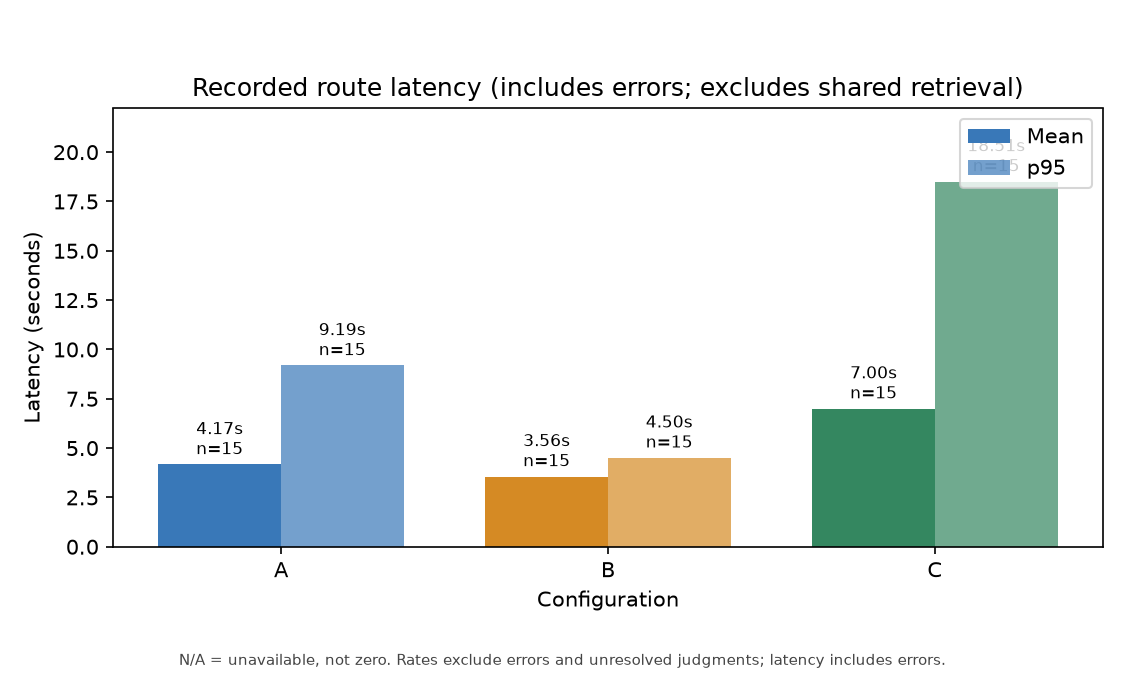 Recorded route latency (includes errors; excludes shared retrieval)
Latency (seconds)
20.0
17.5
15.0
12.5
10.0
7.5
5.0
2.5
0.0
4.17s
n=15
9.19s
n=15
3.56s
n=15
4.50s
n=15
7.00s
n=15
18.51s
n=15
Mean
p95
A
B
C
Configuration
N/A = unavailable, not zero. Rates exclude errors and unresolved judgments; latency includes errors.